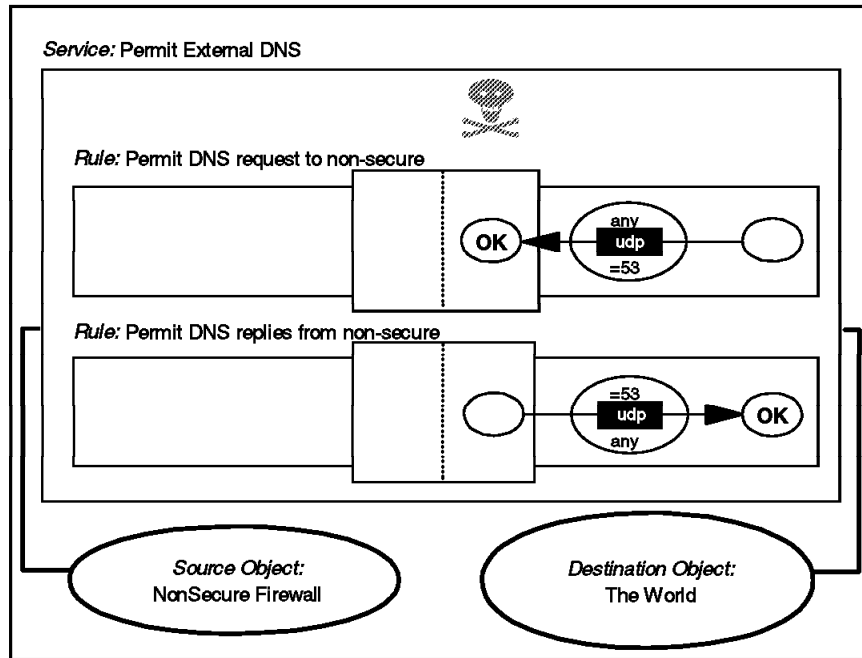 Service: Permit External DNS
Rule: Permit DNS request to non-secure
any
OK
udp
=53
Rule: Permit DNS replies from non-secure
=53
udp
OK
any
Source Object:
NonSecure Firewall
Destination Object:
The World